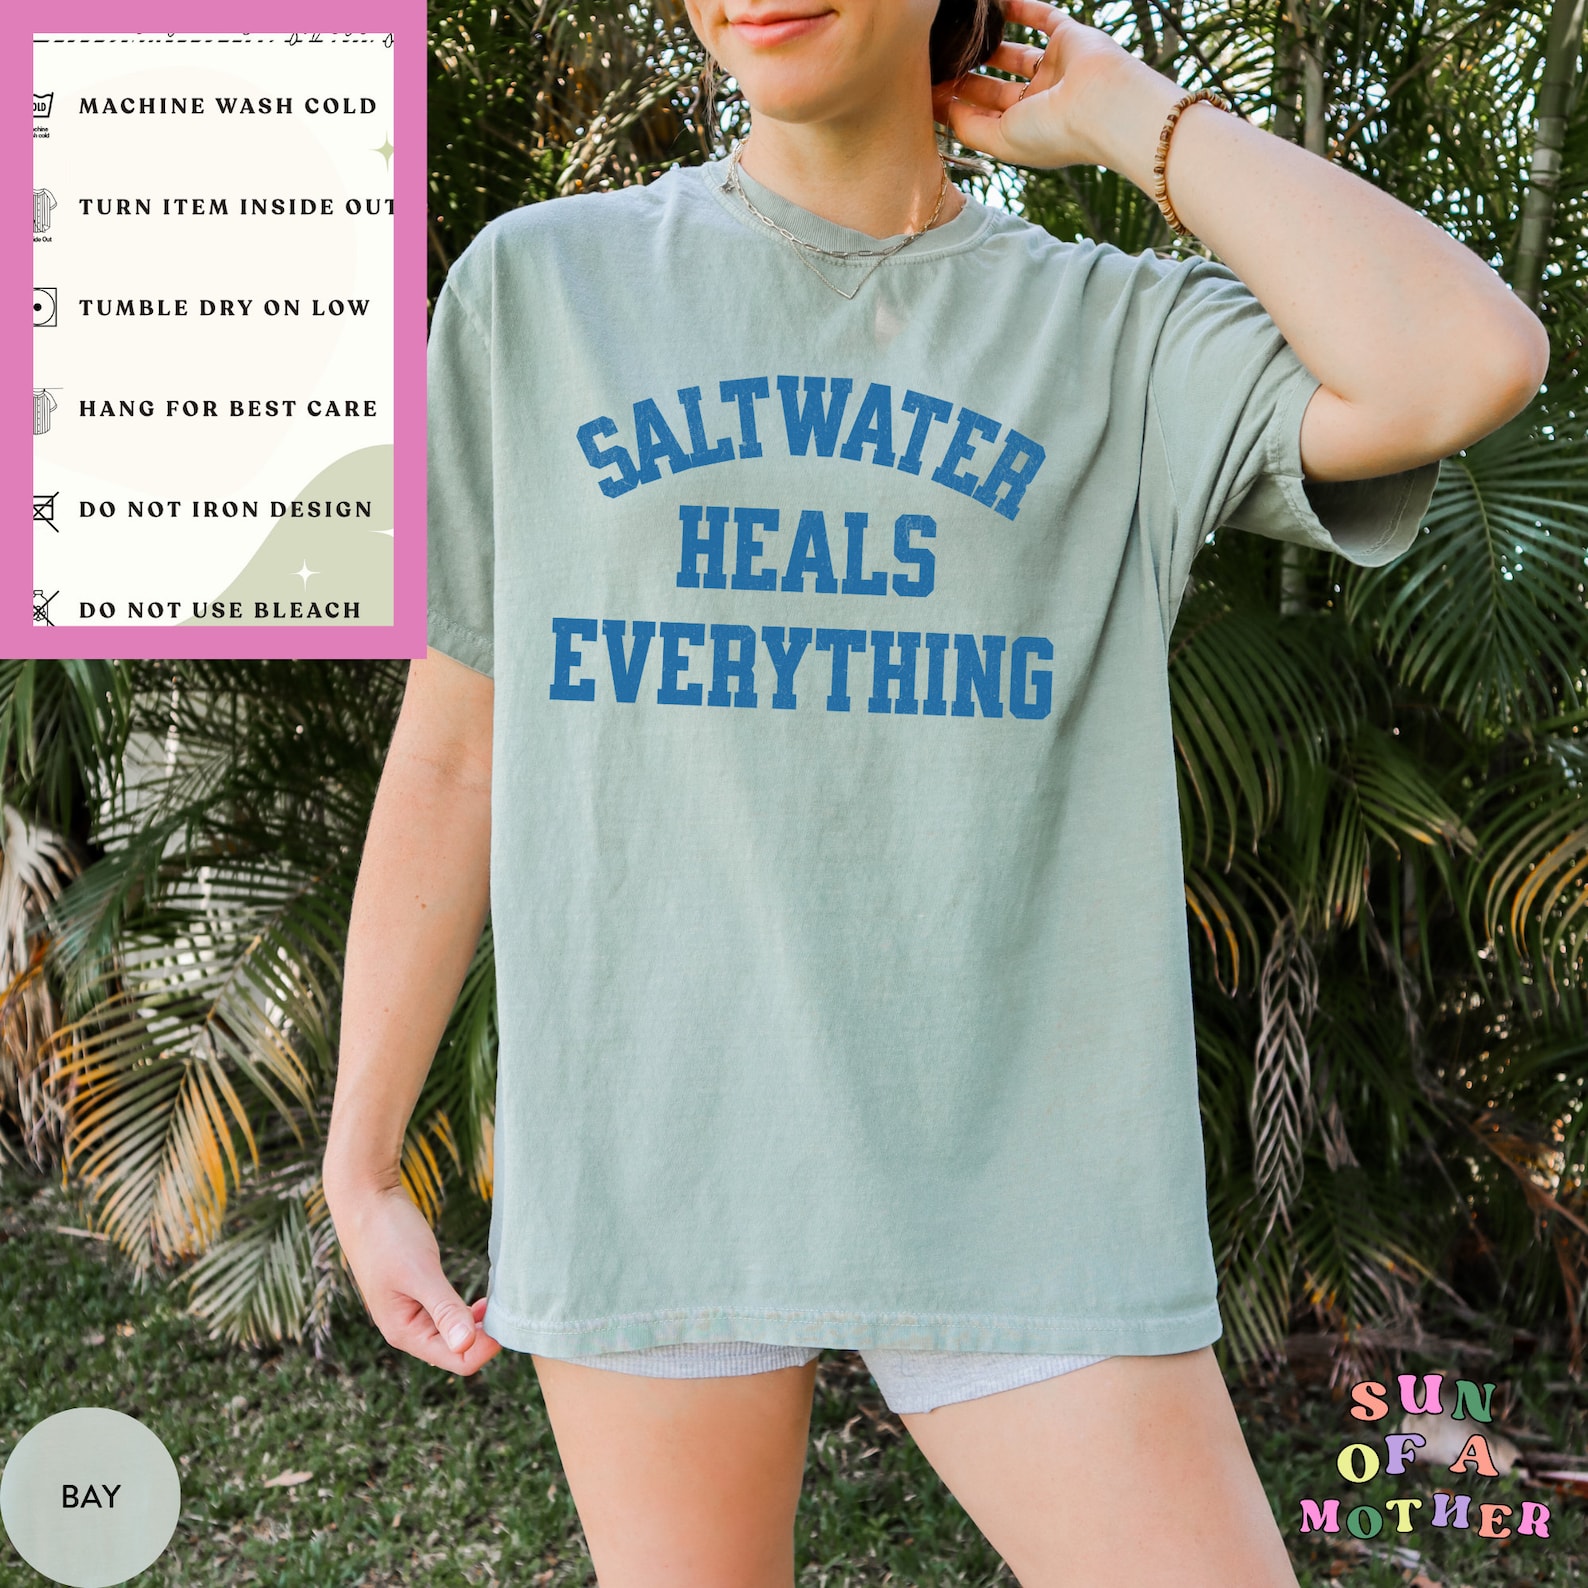 MACHINE WASH COLD
TURN ITEM INSIDE OUT
TUMBLE DRY ON LOW
HANG FOR BEST CARE
DO NOT IRON DESIGN
DO NOT USE BLEACH
SALTWATER
HEALS
EVERYTHING
BAY
SUN
OF A
MOTHER